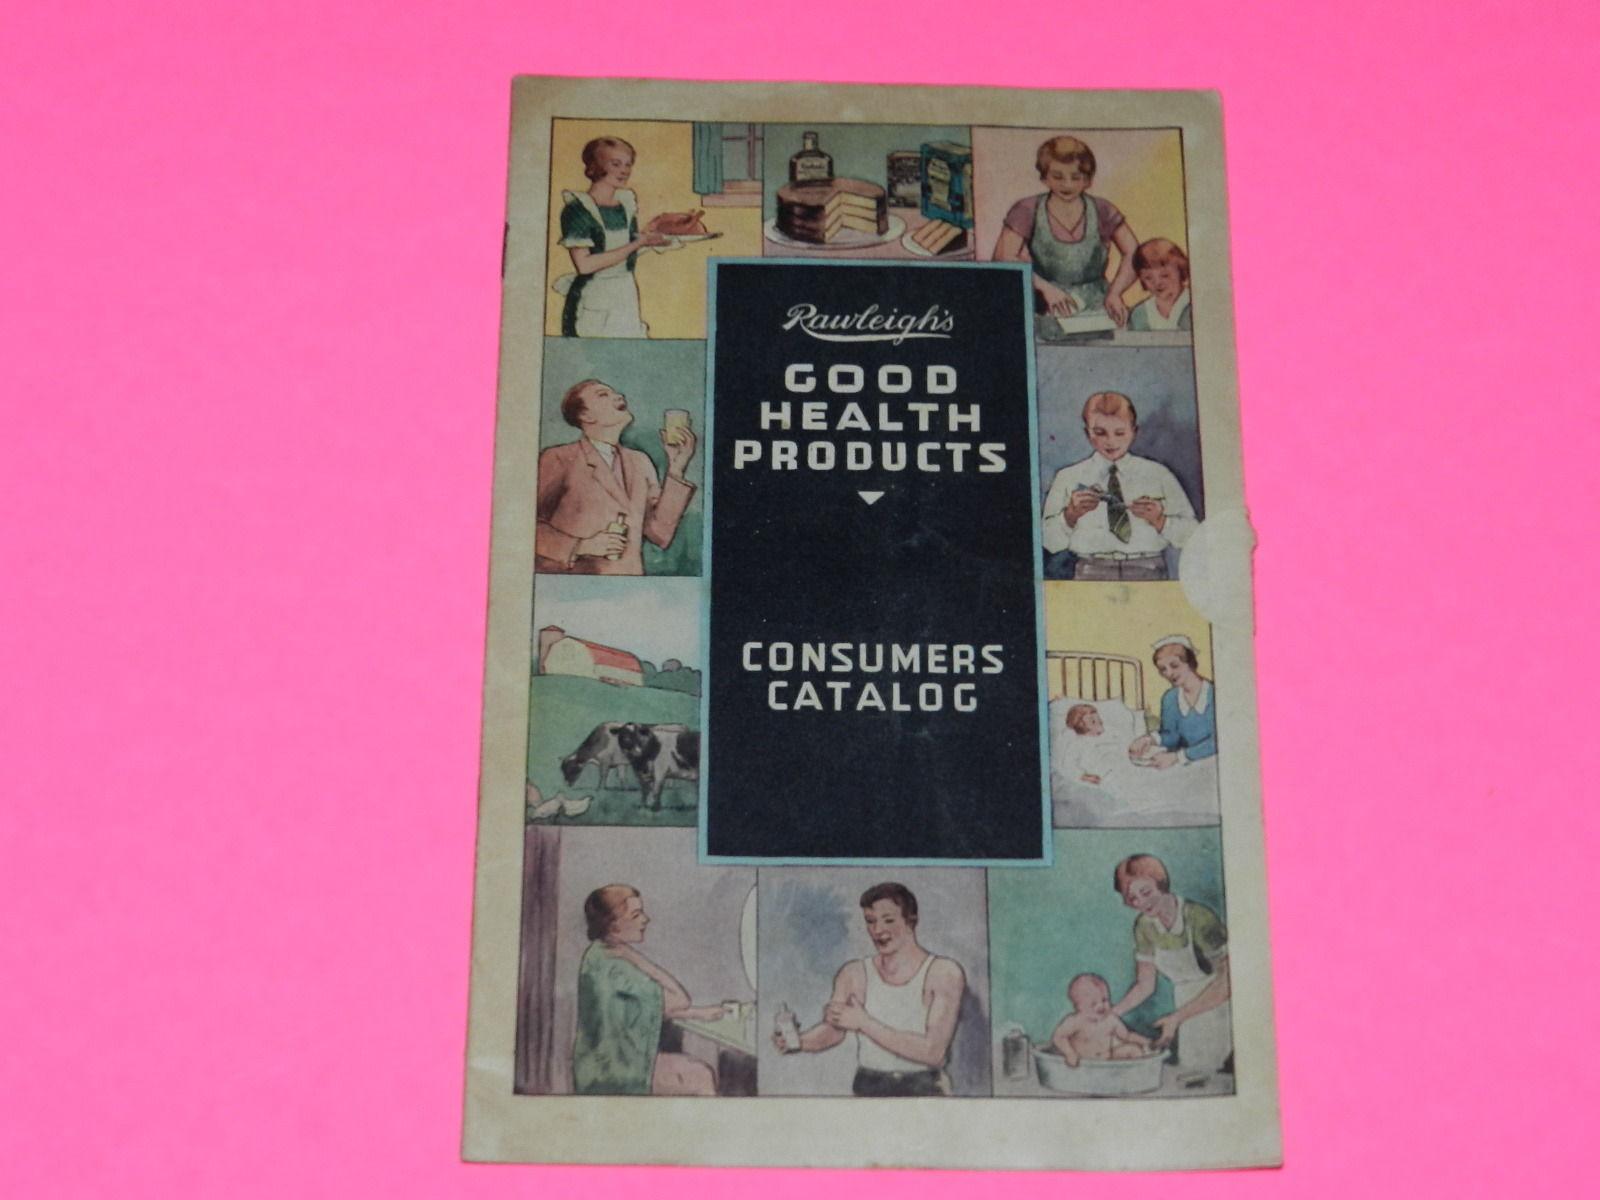 Rawleigh's
GOOD
HEALTH
PRODUCTS
CONSUMERS
CATALOG